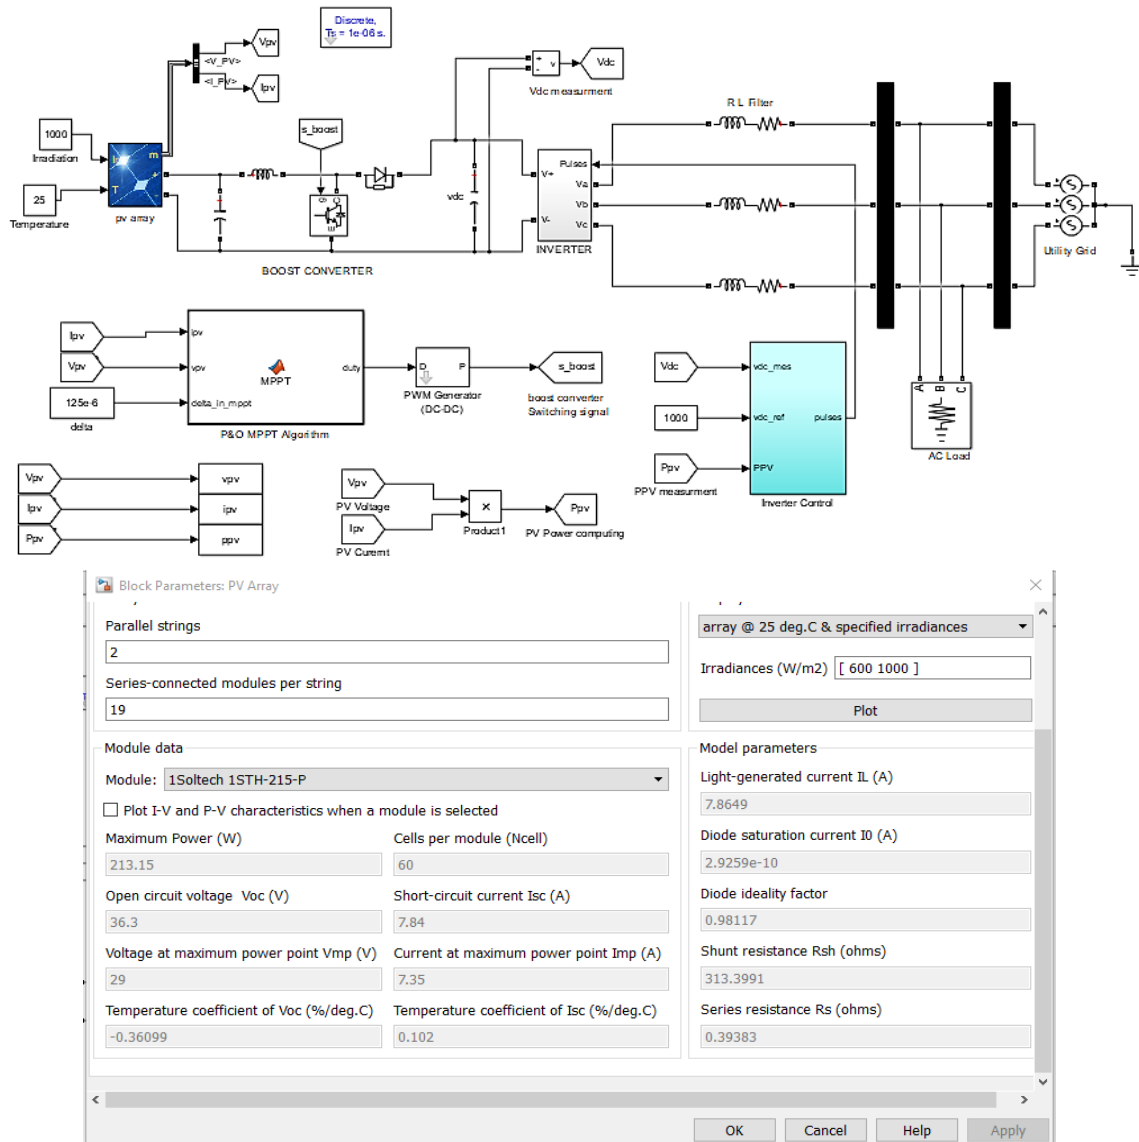 Discrete,
Ts = 1e-06 s.
Vpv
<V_PV>
<I_PV>
Ipv
+
-
v
Vdc
Vdc measurment
R L Filter
1000
Irradiation
s_boost
m
+
-
T
25
Temperature
pv array
g
C
E
BOOST CONVERTER
vdc
V+
V-
Pulses
Va
Vb
Vc
INVERTER
Utility Grid
Ipv
Vpv
125e-6
delta
ipv
vpv
delta_in_mppt
MPPT
duty
P&O MPPT Algorithm
D
P
PWM Generator
(DC-DC)
s_boost
boost converter
Switching signal
Vdc
1000
Ppv
PPV measurment
vdc_mes
vdc_ref
PPV
pulses
Inverter Control
A
B
C
AC Load
Vpv
vpv
Ipv
ipv
Ppv
ppv
Vpv
PV Voltage
Ipv
PV Curernt
×
Product1
Ppv
PV Power computing
Block Parameters: PV Array
Parallel strings
2
Series-connected modules per string
19
array @ 25 deg.C & specified irradiances
Irradiances (W/m2) [ 600 1000 ]
Plot
Module data
Module: 1Soltech 1STH-215-P
Plot I-V and P-V characteristics when a module is selected
Maximum Power (W)
213.15
Cells per module (Ncell)
60
Open circuit voltage Voc (V)
36.3
Short-circuit current Isc (A)
7.84
Voltage at maximum power point Vmp (V)
29
Current at maximum power point Imp (A)
7.35
Temperature coefficient of Voc (%/deg.C)
-0.36099
Temperature coefficient of Isc (%/deg.C)
0.102
Model parameters
Light-generated current IL (A)
7.8649
Diode saturation current I0 (A)
2.9259e-10
Diode ideality factor
0.98117
Shunt resistance Rsh (ohms)
313.3991
Series resistance Rs (ohms)
0.39383
OK
Cancel
Help
Apply